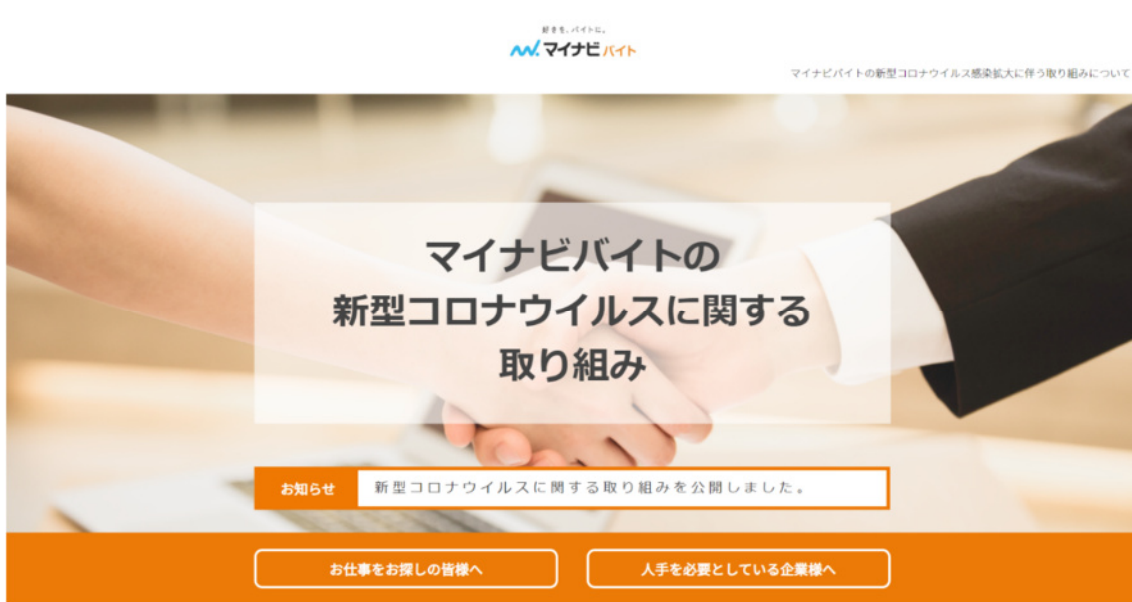 好きを、バイトに。
マイナビバイト
マイナビバイトの新型コロナウイルス感染拡大に伴う取り組みについて
マイナビバイトの
新型コロナウイルスに関する
取り組み
お知らせ 新型コロナウイルスに関する取り組みを公開しました。
お仕事をお探しの皆様へ 人手を必要としている企業様へ